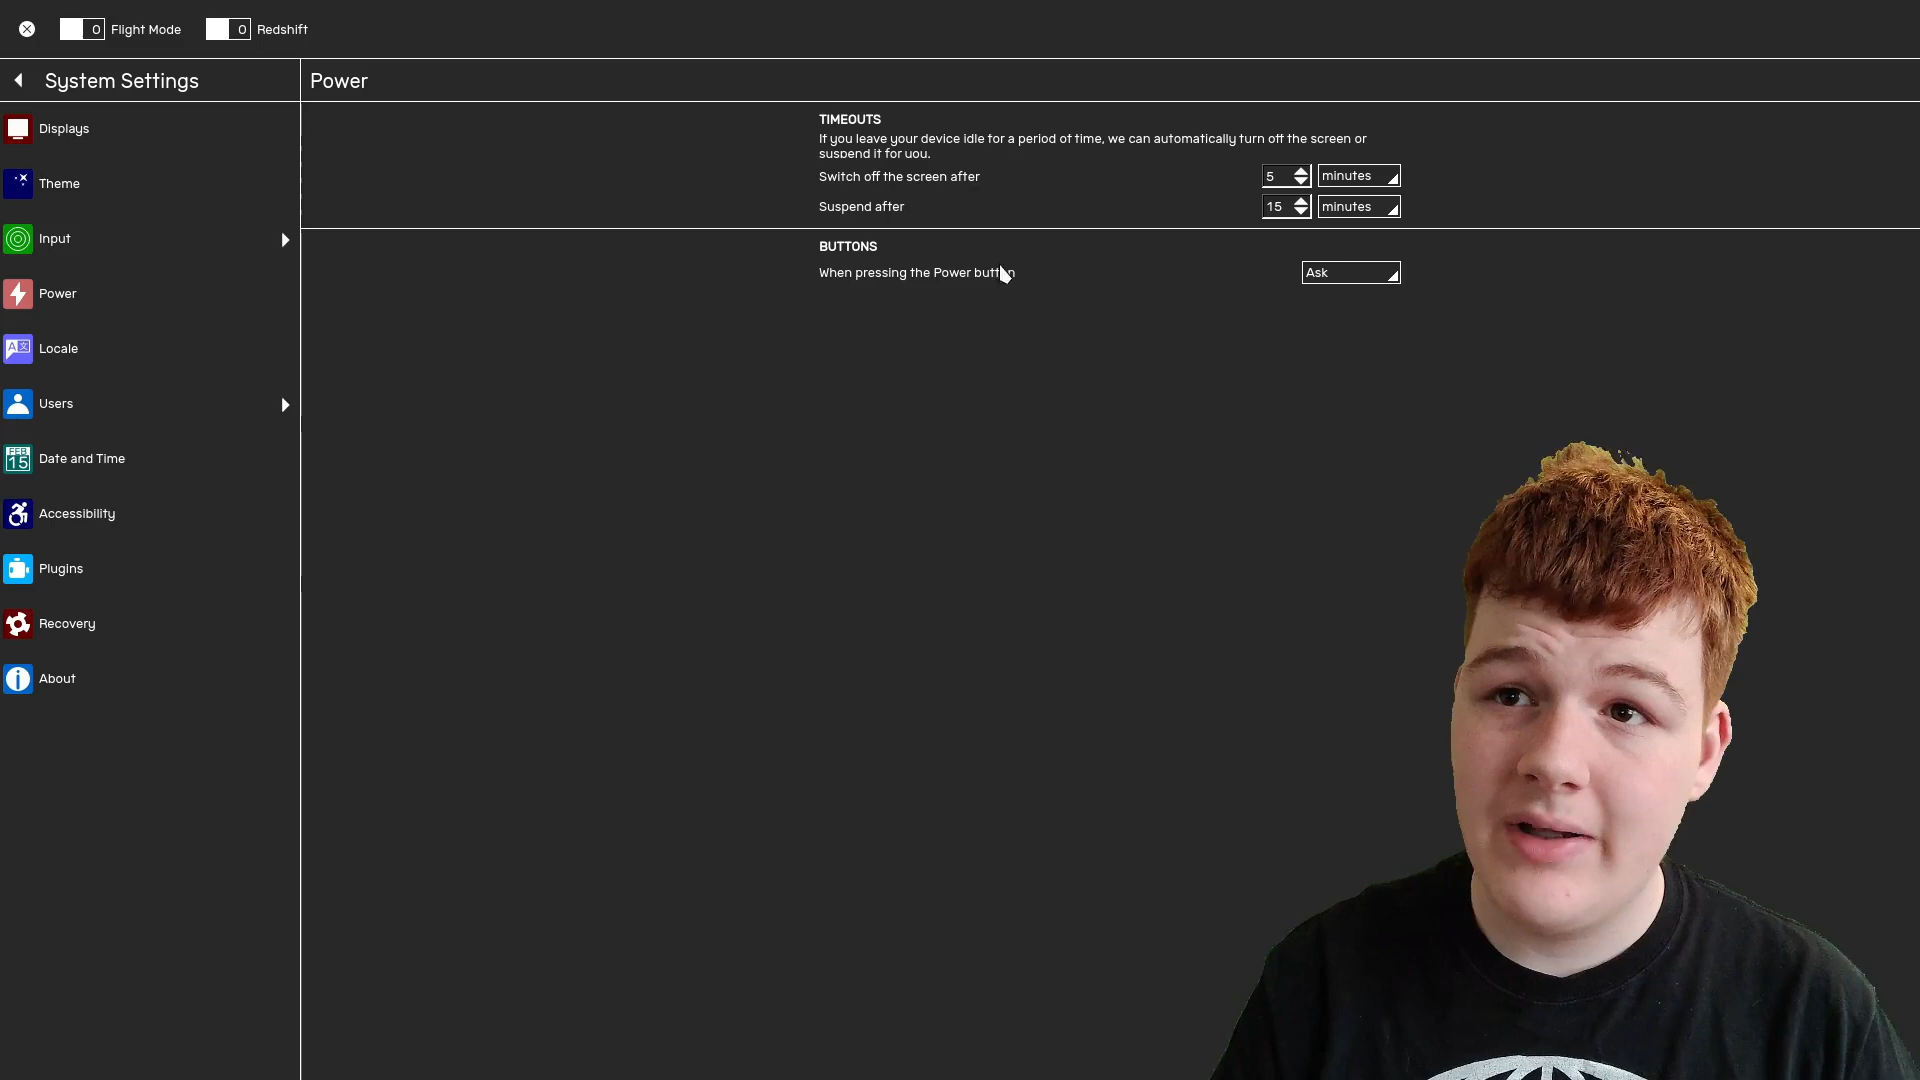 0 Flight Mode 0 Redshift
System Settings
Power
Displays
Theme
Input
Power
Locale
Users
FEB
15
Date and Time
Accessibility
Plugins
Recovery
About
TIMEOUTS
If you leave your device idle for a period of time, we can automatically turn off the screen or
suspend it for you.
Switch off the screen after 5 minutes
Suspend after 15 minutes
BUTTONS
When pressing the Power button Ask